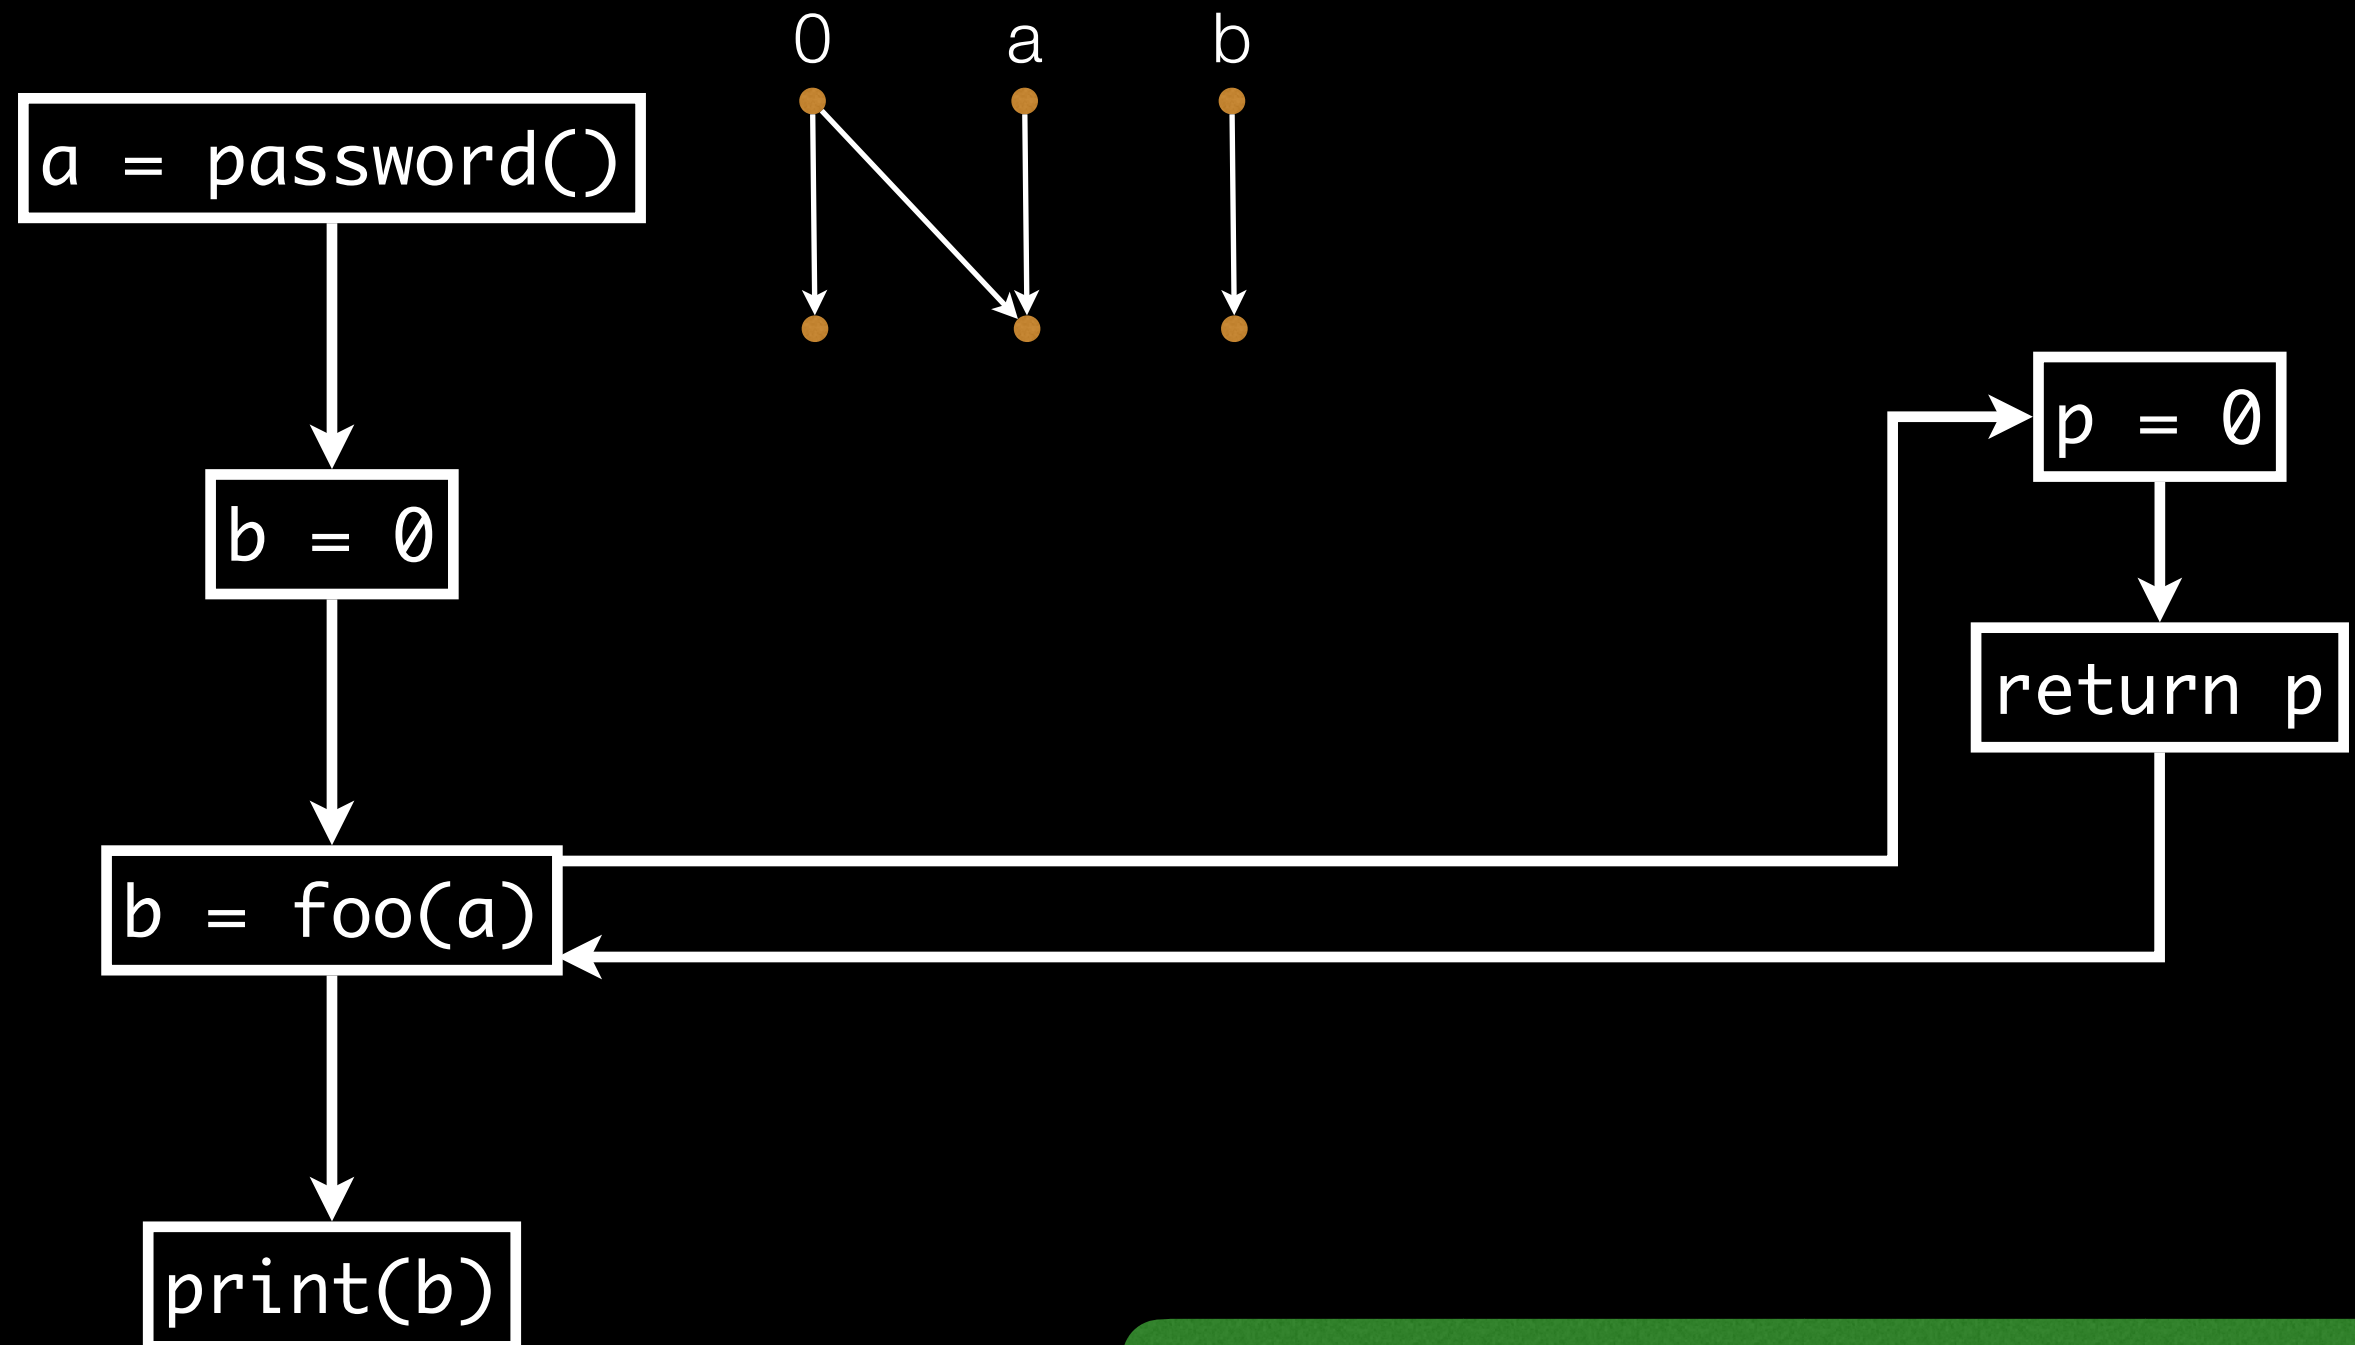 0 a b
a = password()
p = 0
b = 0
return p
b = foo(a)
print(b)